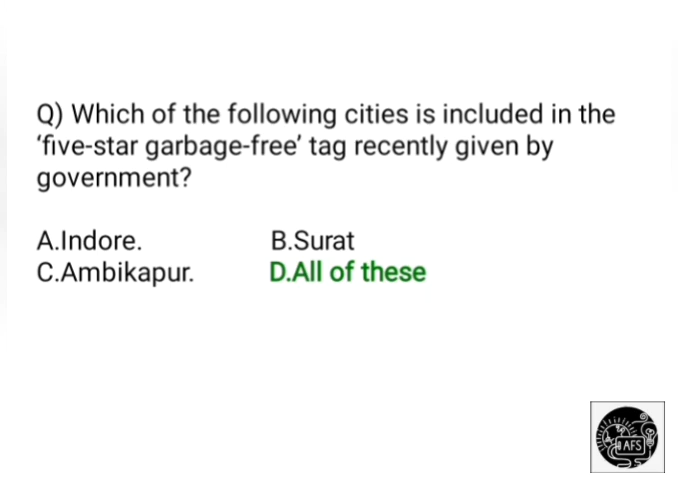 Q) Which of the following cities is included in the
‘five-star garbage-free’ tag recently given by
government?
A.Indore. B.Surat
C.Ambikapur. D.All of these
AFS